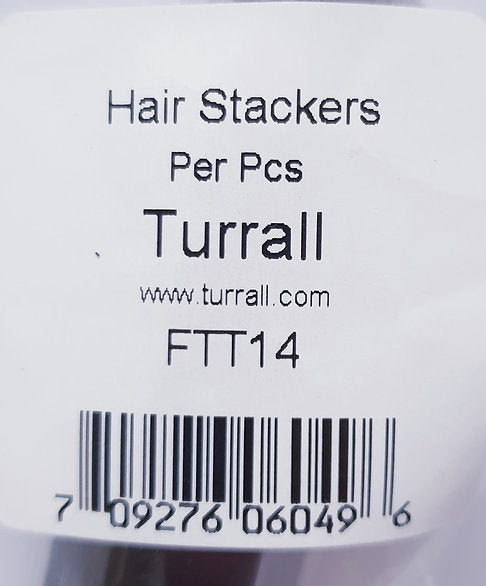 Hair Stackers
Per Pcs
Turrall
www.turrall.com
FTT14
7 09276 06049 6